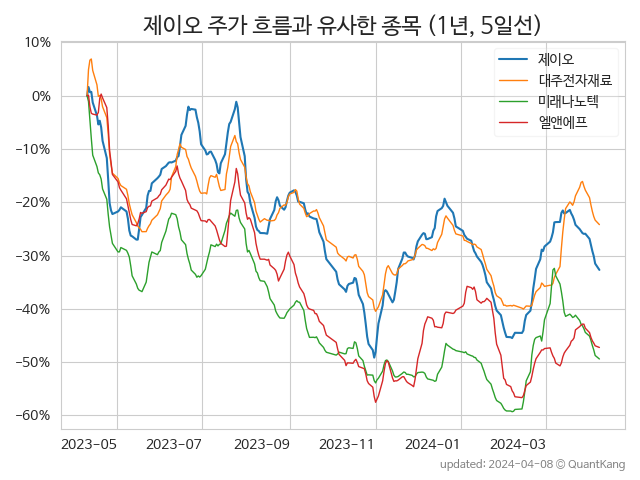 제이오 주가 흐름과 유사한 종목 (1년, 5일선)
10%
0%
−10%
−20%
−30%
−40%
−50%
−60%
제이오
대주전자재료
미래나노텍
엘앤에프
2023-05 2023-07 2023-09 2023-11 2024-01 2024-03
updated: 2024-04-08 © QuantKang